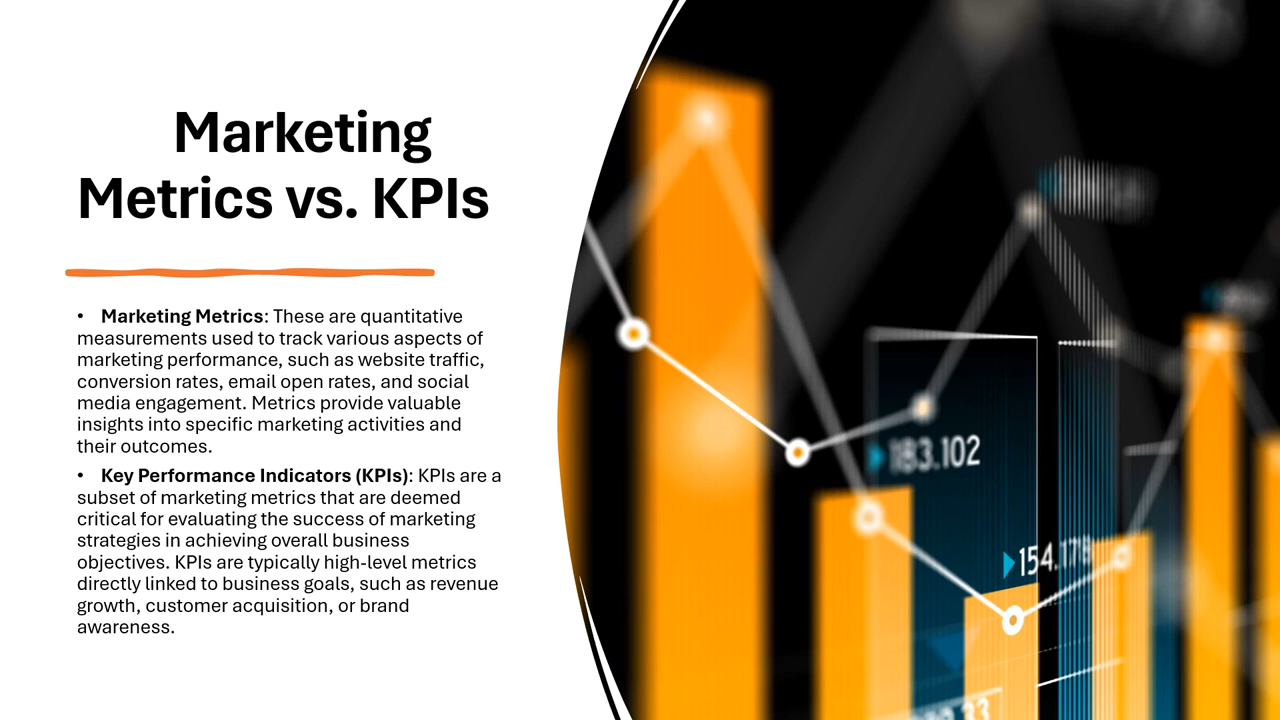 Marketing
Metrics vs. KPIs
• Marketing Metrics: These are quantitative
measurements used to track various aspects of
marketing performance, such as website traffic,
conversion rates, email open rates, and social
media engagement. Metrics provide valuable
insights into specific marketing activities and
their outcomes.
• Key Performance Indicators (KPIs): KPIs are a
subset of marketing metrics that are deemed
critical for evaluating the success of marketing
strategies in achieving overall business
objectives. KPIs are typically high-level metrics
directly linked to business goals, such as revenue
growth, customer acquisition, or brand
awareness.
183.102
154.178